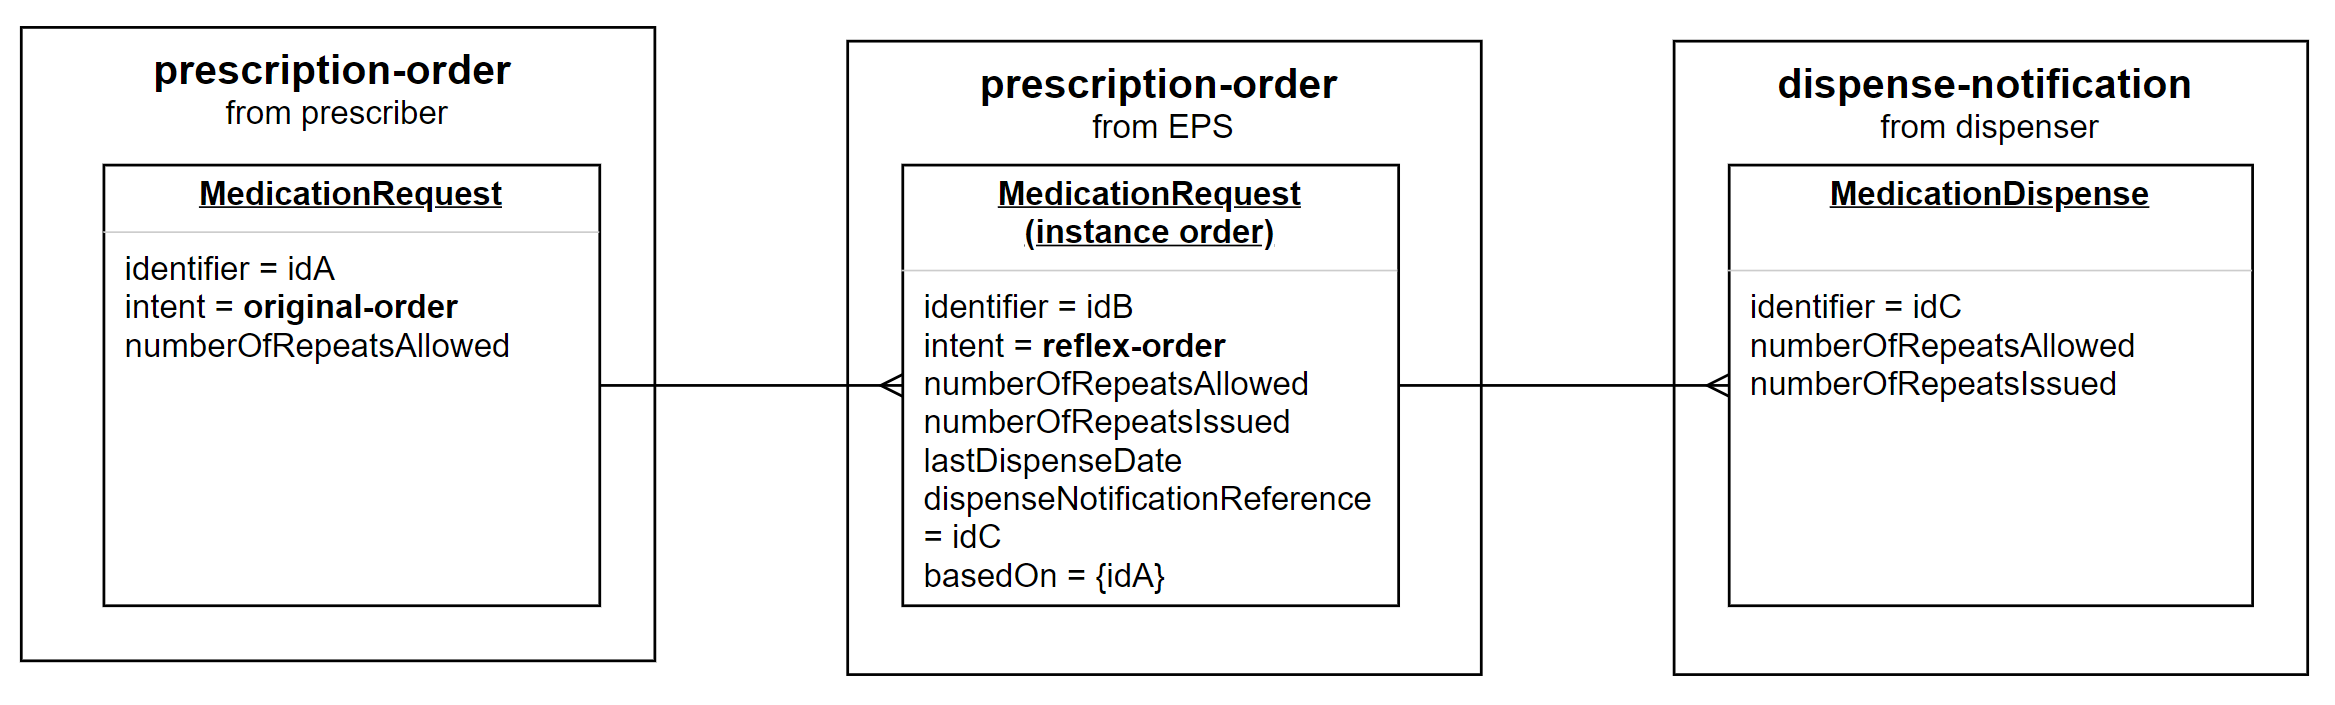 prescription-order
from prescriber
MedicationRequest
identifier = idA
intent = original-order
numberOfRepeatsAllowed
prescription-order
from EPS
MedicationRequest
(instance order)
identifier = idB
intent = reflex-order
numberOfRepeatsAllowed
numberOfRepeatsIssued
lastDispenseDate
dispenseNotificationReference
= idC
basedOn = {idA}
dispense-notification
from dispenser
MedicationDispense
identifier = idC
numberOfRepeatsAllowed
numberOfRepeatsIssued